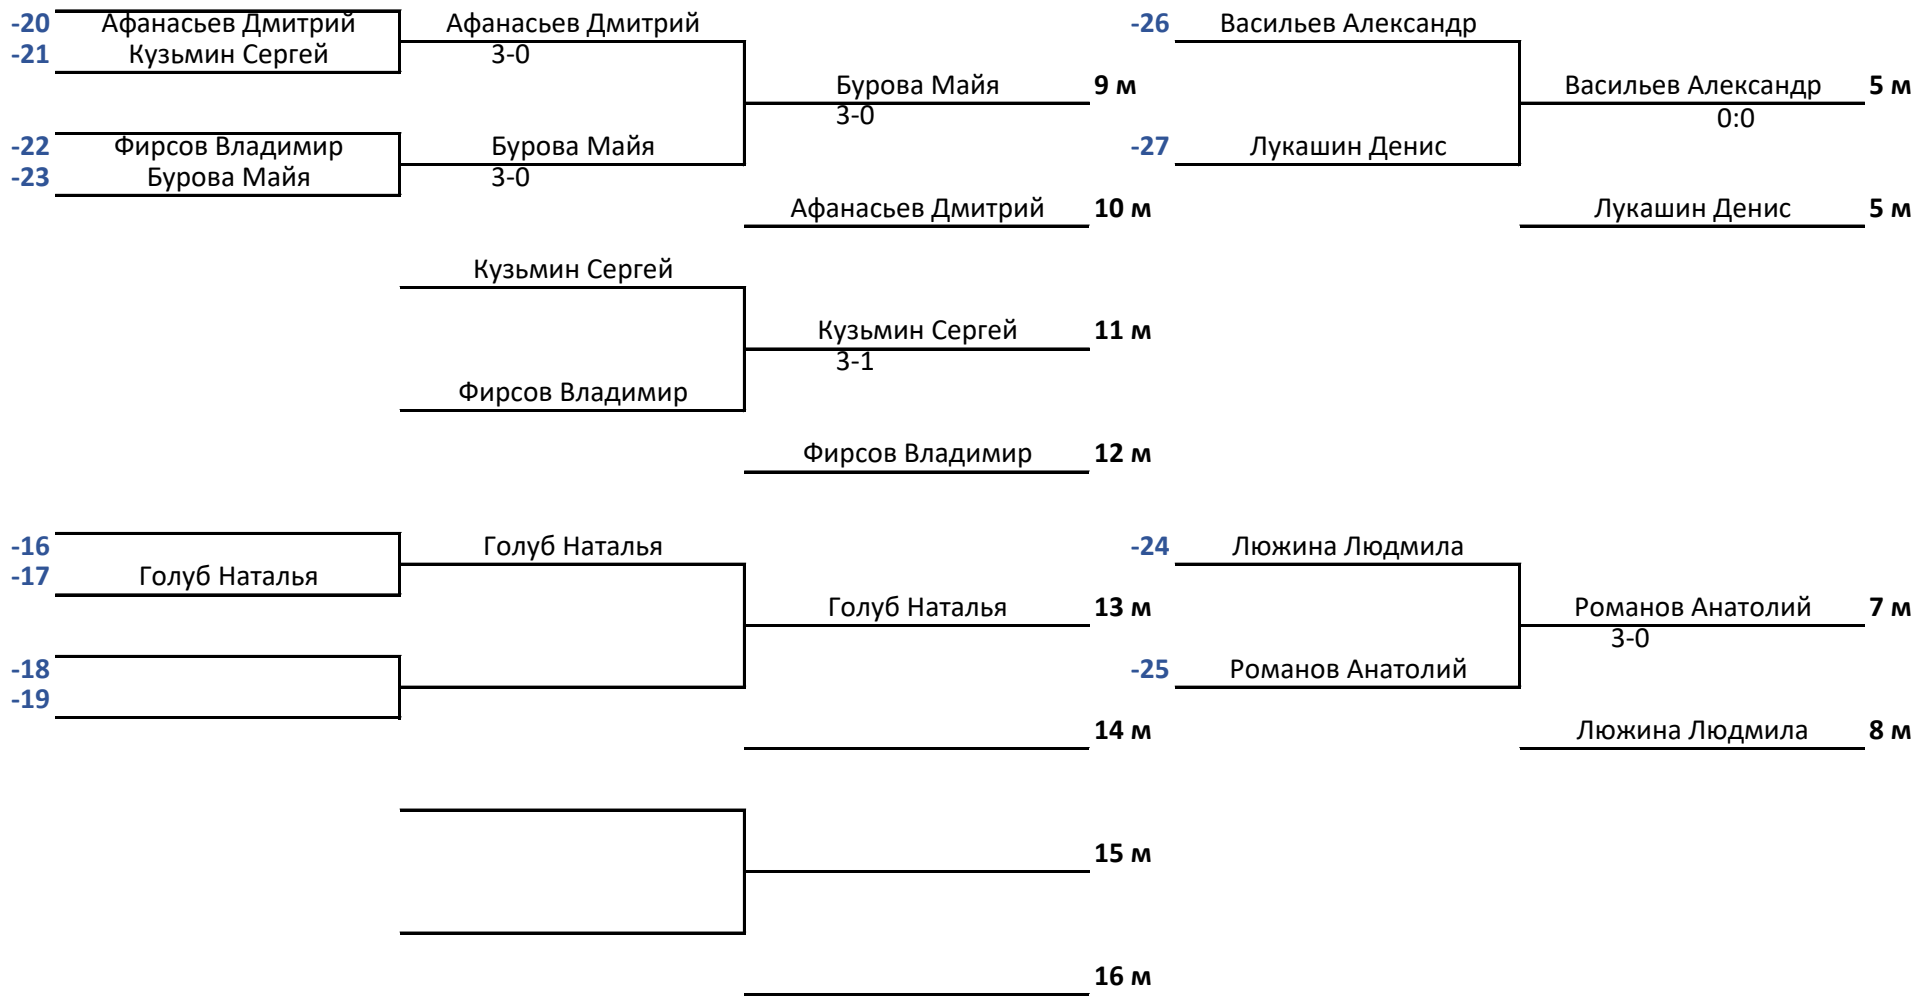 -20 Афанасьев Дмитрий Афанасьев Дмитрий -26 Васильев Александр
-21 Кузьмин Сергей 3-0
Бурова Майя 9 м Васильев Александр 5 м
3-0 0:0
-22 Фирсов Владимир Бурова Майя -27 Лукашин Денис
-23 Бурова Майя 3-0
Афанасьев Дмитрий 10 м Лукашин Денис 5 м
Кузьмин Сергей
Кузьмин Сергей 11 м
3-1
Фирсов Владимир
Фирсов Владимир 12 м
-16 Голуб Наталья -24 Люжина Людмила
-17 Голуб Наталья
Голуб Наталья 13 м Романов Анатолий 7 м
3-0
-18 -25 Романов Анатолий
-19
14 м Люжина Людмила 8 м
15 м
16 м